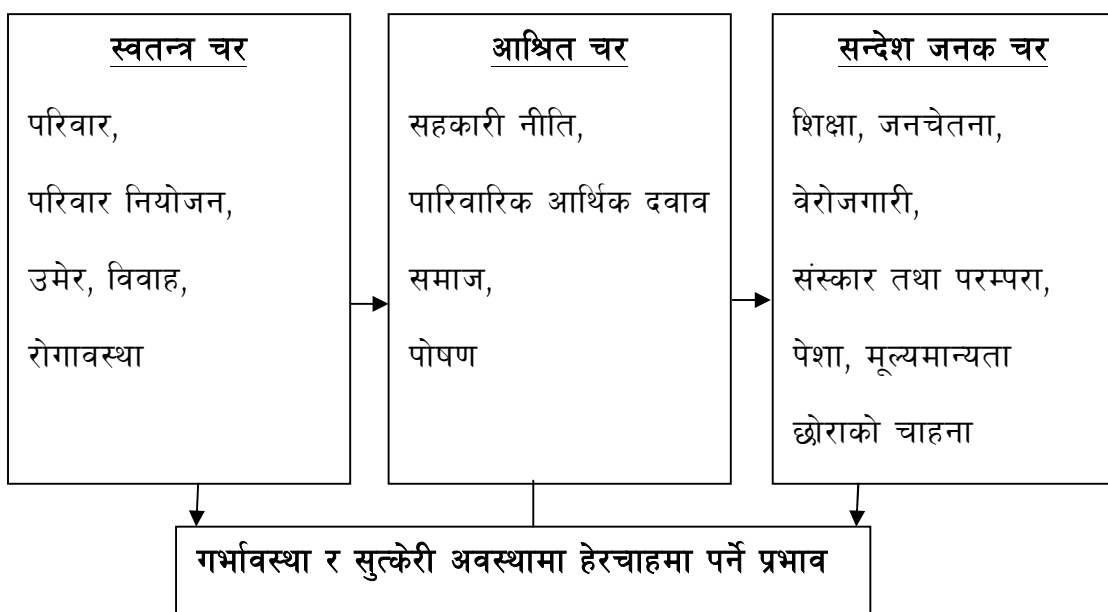 स्वतन्त्र चर
परिवार,
परिवार नियोजन,
उमेर, विवाह,
रोगावस्था
आश्रित चर
सहकारी नीति,
पारिवारिक आर्थिक दवाव
समाज,
पोषण
सन्देश जनक चर
शिक्षा, जनचेतना,
वेरोजगारी,
संस्कार तथा परम्परा,
पेशा, मूल्यमान्यता
छोराको चाहना
गर्भावस्था र सुत्केरी अवस्थामा हेरचाहमा पर्ने प्रभाव